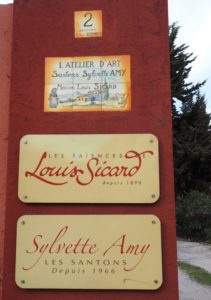 2
L'ATELIER D'ART
Santons Sylvette AMY
Maison Louis SICARD
LES FAÏENCES
Louis Sicard
depuis 1890
Sylvette Amy
LES SANTONS
Depuis 1966